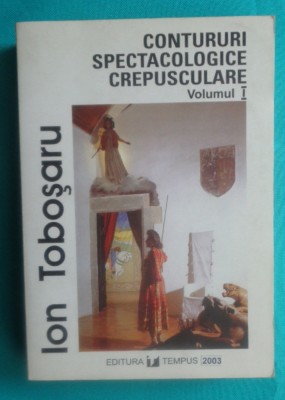 CONTURURI
SPECTACOLOGICE
CREPUSCULARE
Volumul I
Ion Toboşaru
EDITURA TEMPUS 2003